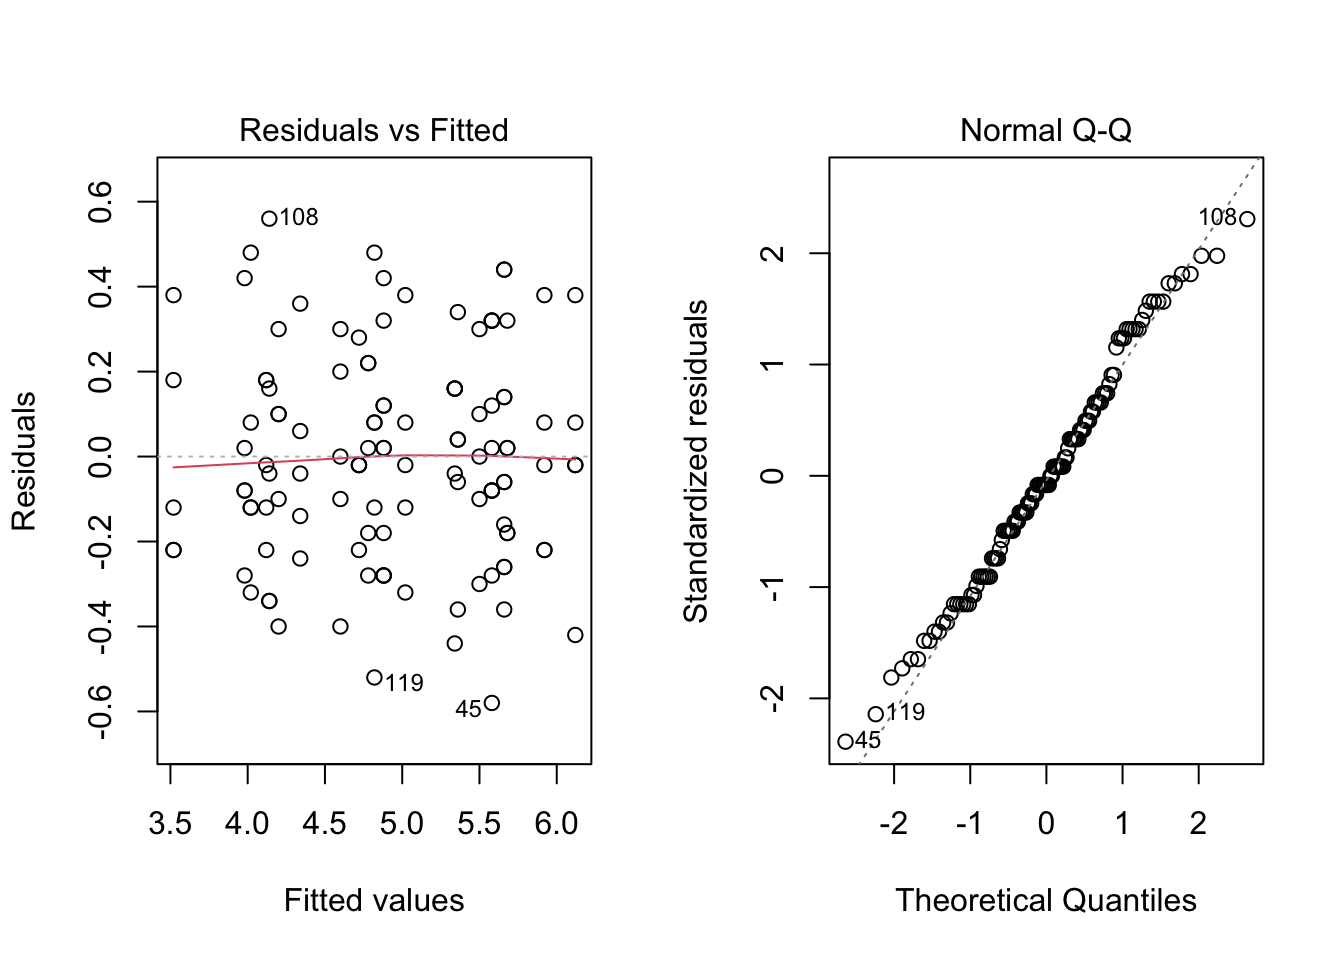 Residuals vs Fitted
Residuals
0.6
0.4
0.2
0.0
-0.2
-0.4
-0.6
108
119
45
3.5 4.0 4.5 5.0 5.5 6.0
Fitted values
Normal Q-Q
Standardized residuals
2
1
0
-1
-2
108
119
45
-2 -1 0 1 2
Theoretical Quantiles